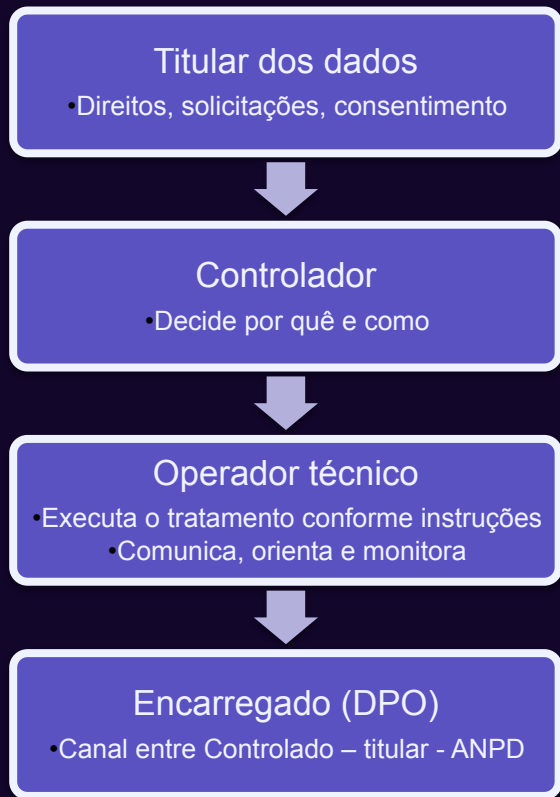 Titular dos dados
•Direitos, solicitações, consentimento
Controlador
•Decide por quê e como
Operador técnico
•Executa o tratamento conforme instruções
•Comunica, orienta e monitora
Encarregado (DPO)
•Canal entre Controlado – titular - ANPD